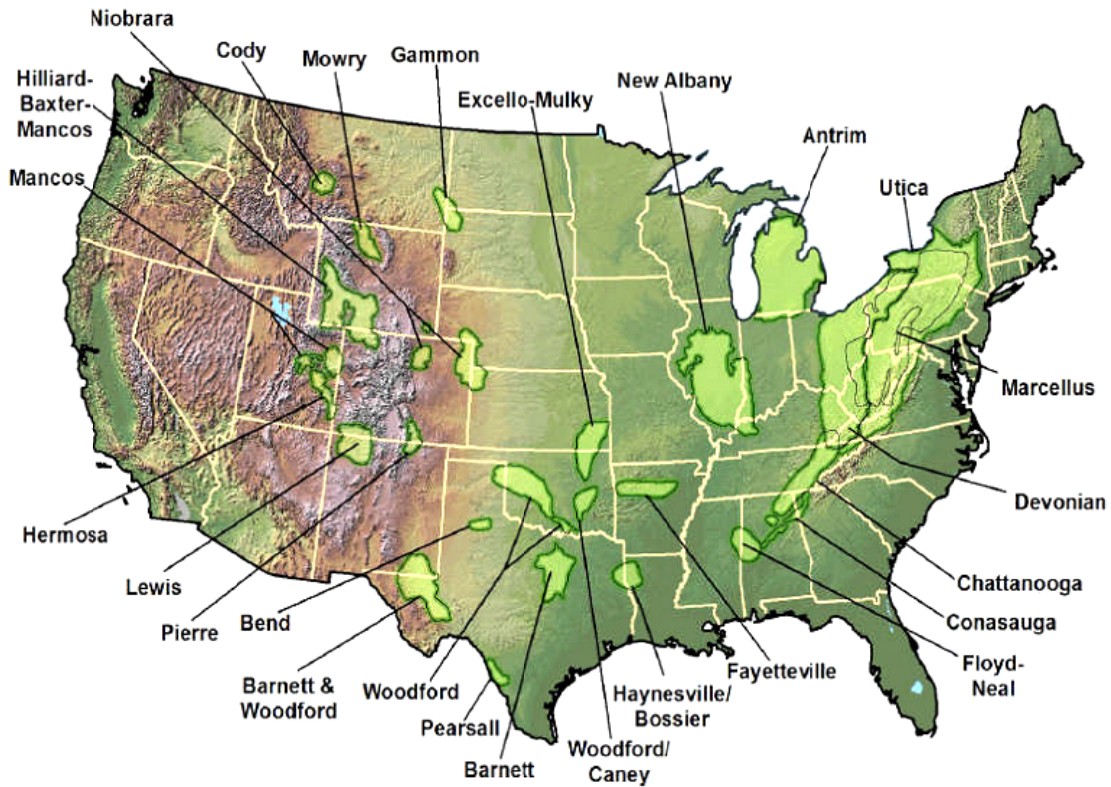 Niobrara
Cody
Mowry
Gammon
Hilliard-
Baxter-
Mancos
Excello-Mulky
New Albany
Antrim
Mancos
Utica
Marcellus
Devonian
Hermosa
Lewis
Pierre
Bend
Chattanooga
Conasauga
Floyd-
Neal
Barnett &
Woodford
Woodford
Pearsall
Haynesville/
Bossier
Fayetteville
Barnett
Woodford/
Caney